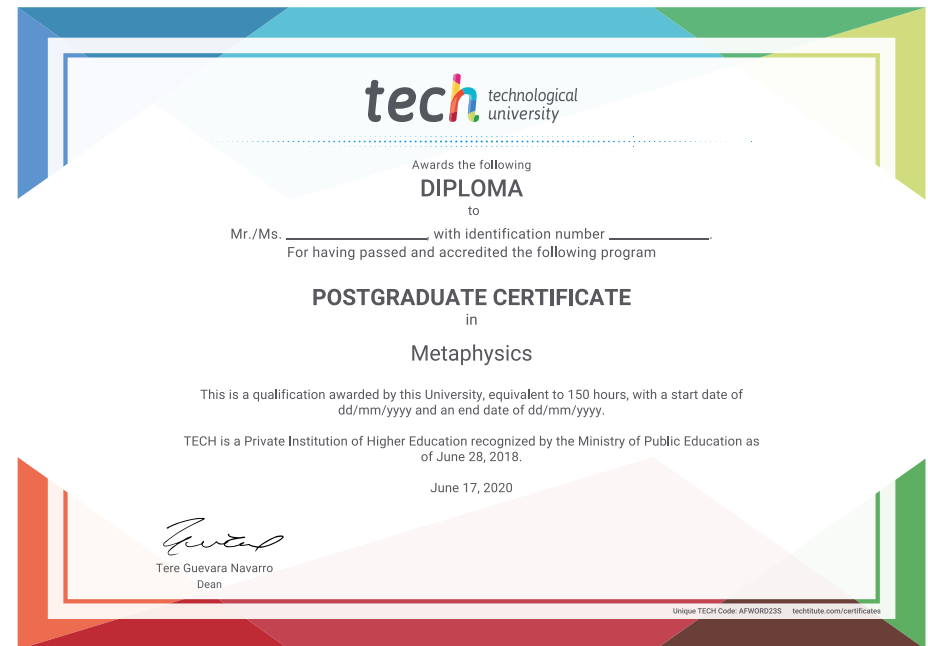 tech technological
university
Awards the following
DIPLOMA
to
Mr./Ms. ____________________, with identification number ______________.
For having passed and accredited the following program
POSTGRADUATE CERTIFICATE
in
Metaphysics
This is a qualification awarded by this University, equivalent to 150 hours, with a start date of
dd/mm/yyyy and an end date of dd/mm/yyyy.
TECH is a Private Institution of Higher Education recognized by the Ministry of Public Education as
of June 28, 2018.
June 17, 2020
Tere Guevara Navarro
Dean
Unique TECH Code: AFWORD23S techtitute.com/certificates